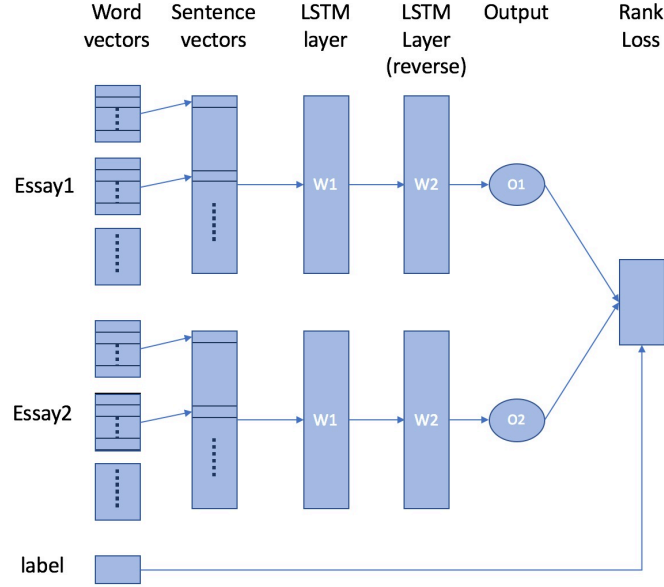 Word
vectors
Sentence
vectors
LSTM
layer
LSTM
Layer
(reverse)
Output
Rank
Loss
Essay1
W1
W2
O1
Essay2
W1
W2
O2
label